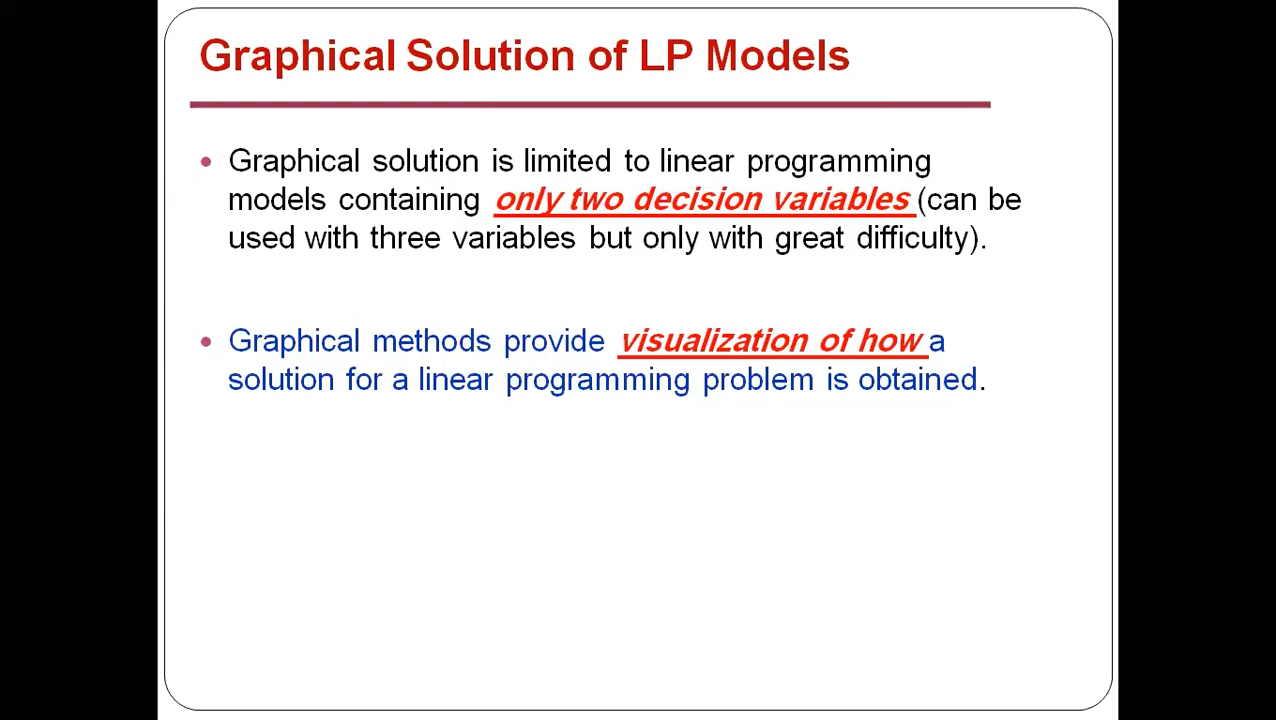 Graphical Solution of LP Models
Graphical solution is limited to linear programming
models containing only two decision variables (can be
used with three variables but only with great difficulty).
Graphical methods provide visualization of how a
solution for a linear programming problem is obtained.